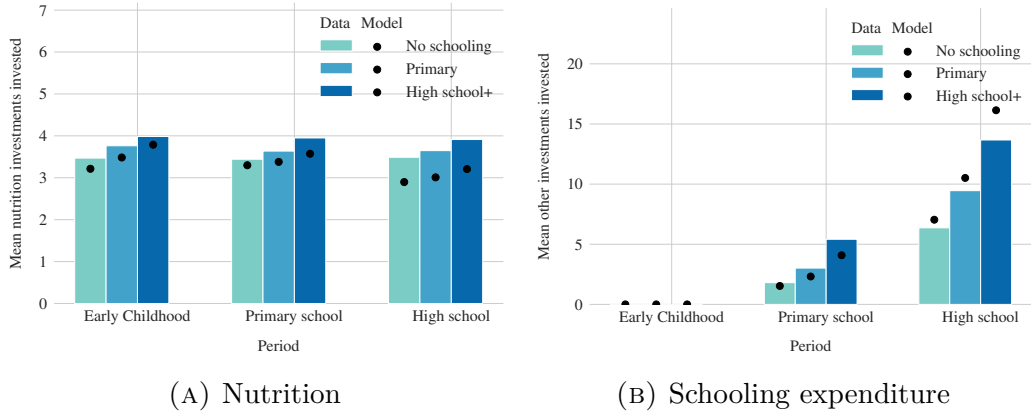 Data Model
No schooling
Primary
High school+
Mean nutrition investments invested
7
6
5
4
3
2
1
0
Early Childhood Primary school High school
Period
(A) Nutrition
Data Model
No schooling
Primary
High school+
Mean other investments invested
20
15
10
5
0
Early Childhood Primary school High school
Period
(B) Schooling expenditure